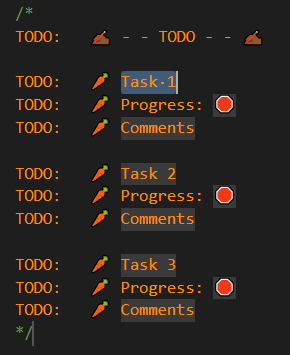 /*
TODO: ✍🏾 - - TODO - - ✍🏾
TODO: 🥕 Task 1
TODO: 🥕 Progress: 🛑
TODO: 🥕 Comments
TODO: 🥕 Task 2
TODO: 🥕 Progress: 🛑
TODO: 🥕 Comments
TODO: 🥕 Task 3
TODO: 🥕 Progress: 🛑
TODO: 🥕 Comments
*/